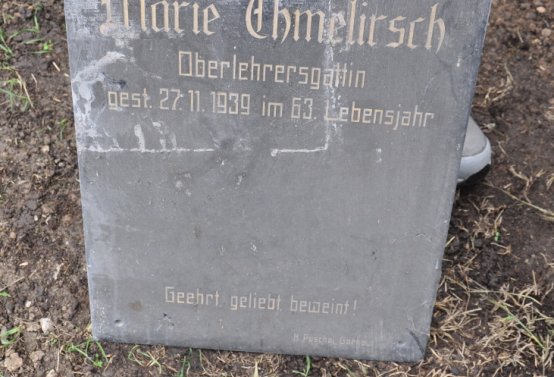 Marie Chmelirsch
Oberlehrersgattin
gest. 27. 11. 1939 im 63. Lebensjahr
Geehrt, geliebt, beweint!